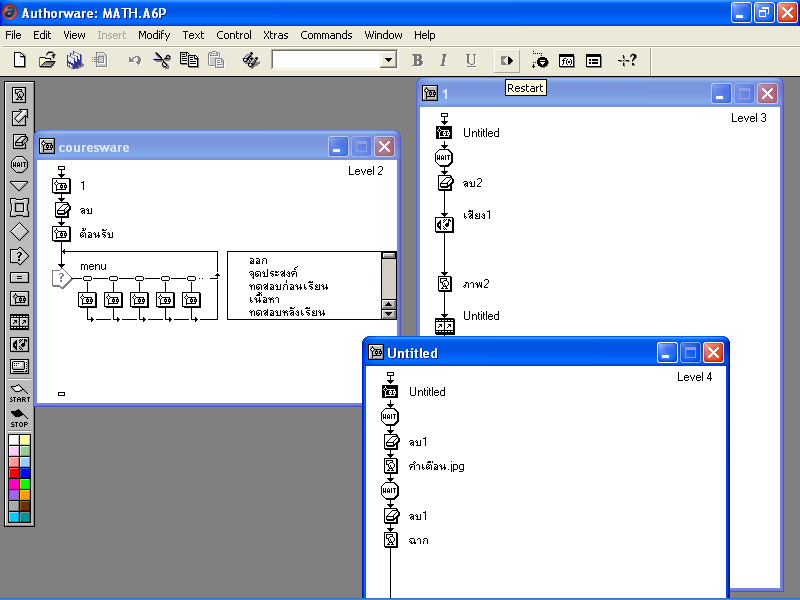 Authorware: MATH.A6P
File Edit View Insert Modify Text Control Xtras Commands Window Help
B I U
Restart
1
Level 3
Untitled
WAIT
ลบ2
เสียง1
ภาพ2
Untitled
couresware
Level 2
1
ลบ
ต้อนรับ
menu
?
ออก
จุดประสงค์
ทดสอบก่อนเรียน
เนื้อหา
ทดสอบหลังเรียน
Untitled
Level 4
Untitled
WAIT
ลบ1
คำเตือน.jpg
WAIT
ลบ1
ฉาก
WAIT
?
=
START
STOP